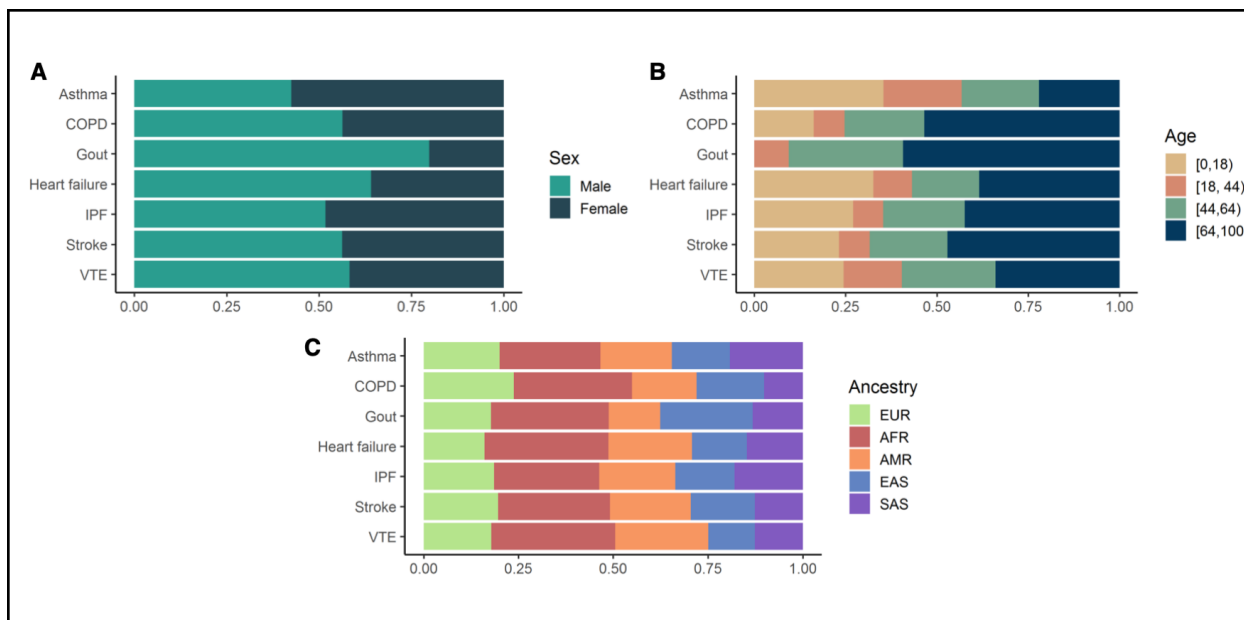 A
Asthma
COPD
Gout
Heart failure
IPF
Stroke
VTE
0.00 0.25 0.50 0.75 1.00
Sex
Male
Female
B
Asthma
COPD
Gout
Heart failure
IPF
Stroke
VTE
0.00 0.25 0.50 0.75 1.00
Age
[0,18)
[18, 44)
[44,64)
[64,100
C
Asthma
COPD
Gout
Heart failure
IPF
Stroke
VTE
0.00 0.25 0.50 0.75 1.00
Ancestry
EUR
AFR
AMR
EAS
SAS